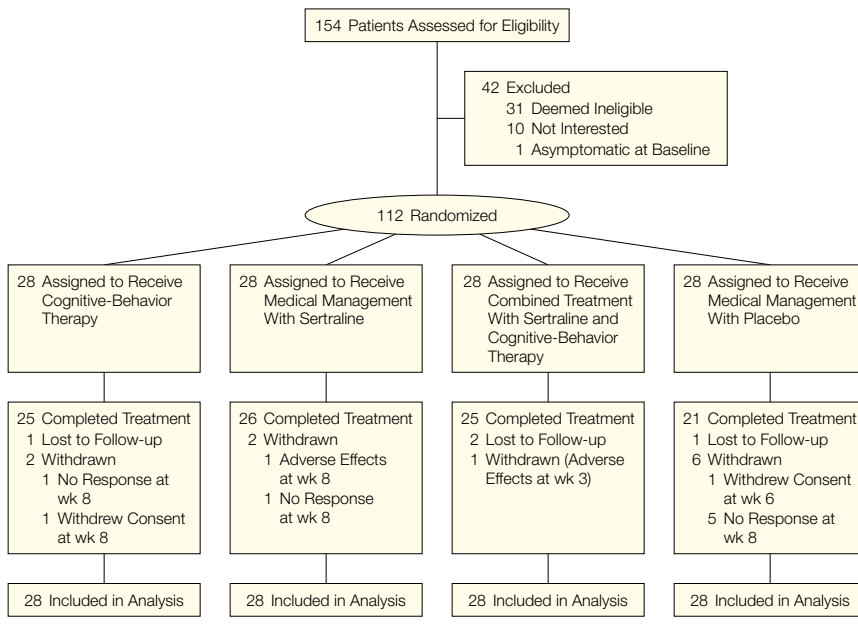 154 Patients Assessed for Eligibility
42 Excluded
31 Deemed Ineligible
10 Not Interested
1 Asymptomatic at Baseline
112 Randomized
28 Assigned to Receive
Cognitive-Behavior
Therapy
28 Assigned to Receive
Medical Management
With Sertraline
28 Assigned to Receive
Combined Treatment
With Sertraline and
Cognitive-Behavior
Therapy
28 Assigned to Receive
Medical Management
With Placebo
25 Completed Treatment
1 Lost to Follow-up
2 Withdrawn
1 No Response at
wk 8
1 Withdrew Consent
at wk 8
26 Completed Treatment
2 Withdrawn
1 Adverse Effects
at wk 8
1 No Response
at wk 8
25 Completed Treatment
2 Lost to Follow-up
1 Withdrawn (Adverse
Effects at wk 3)
21 Completed Treatment
1 Lost to Follow-up
6 Withdrawn
1 Withdrew Consent
at wk 6
5 No Response at
wk 8
28 Included in Analysis
28 Included in Analysis
28 Included in Analysis
28 Included in Analysis